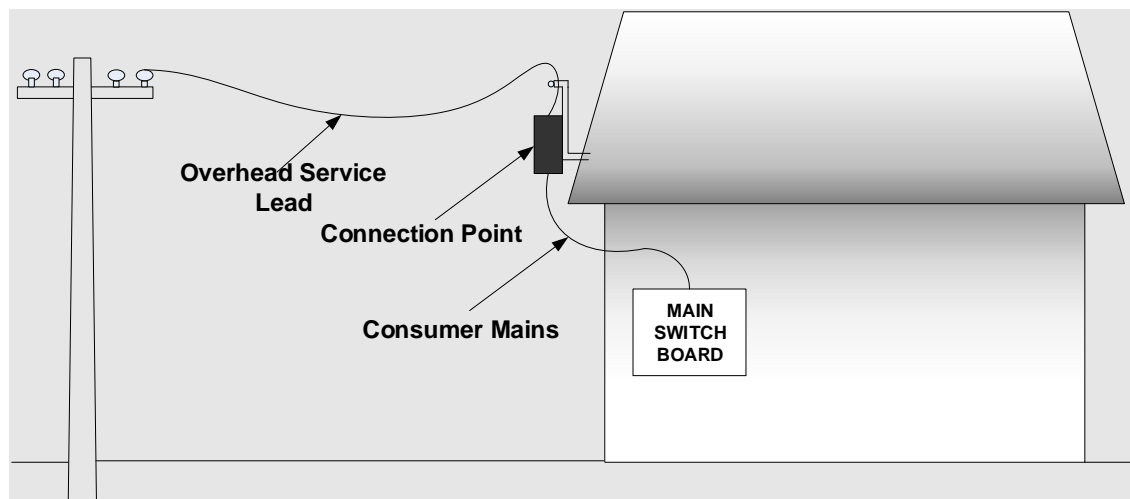 Overhead Service
Lead
Connection Point
Consumer Mains
MAIN
SWITCH
BOARD